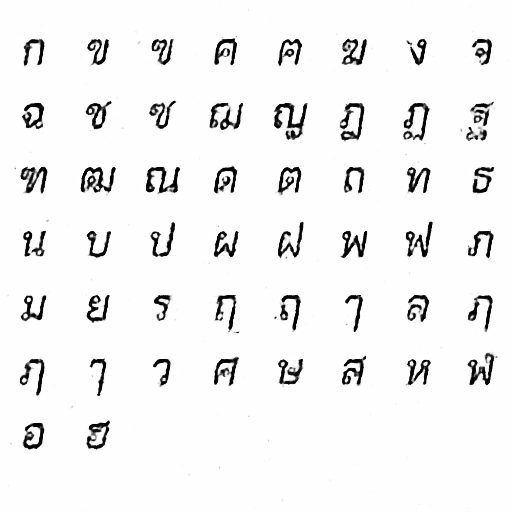 ก ข ฃ ค ฅ ฆ ง จ
ฉ ช ซ ฌ ญ ฎ ฏ ฐ
ฑ ฒ ณ ด ต ถ ท ธ
น บ ป ผ ฝ พ ฟ ภ
ม ย ร ฤ ฤ ๅ ล ฦ
ฦ ๅ ว ศ ษ ส ห ฬ
อ ฮ